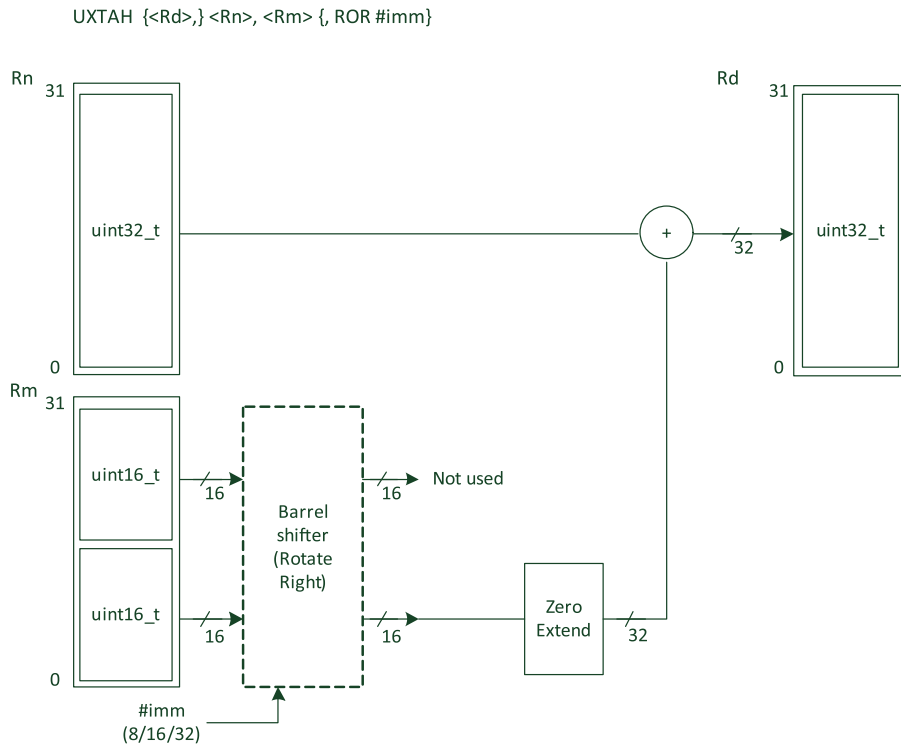 UXTAH {<Rd>,} <Rn>, <Rm> {, ROR #imm}
Rn
31
uint32_t
0
Rd
31
uint32_t
0
+
32
Rm
31
uint16_t
16
uint16_t
16
0
Barrel
shifter
(Rotate
Right)
16
Not used
16
Zero
Extend
32
#imm
(8/16/32)